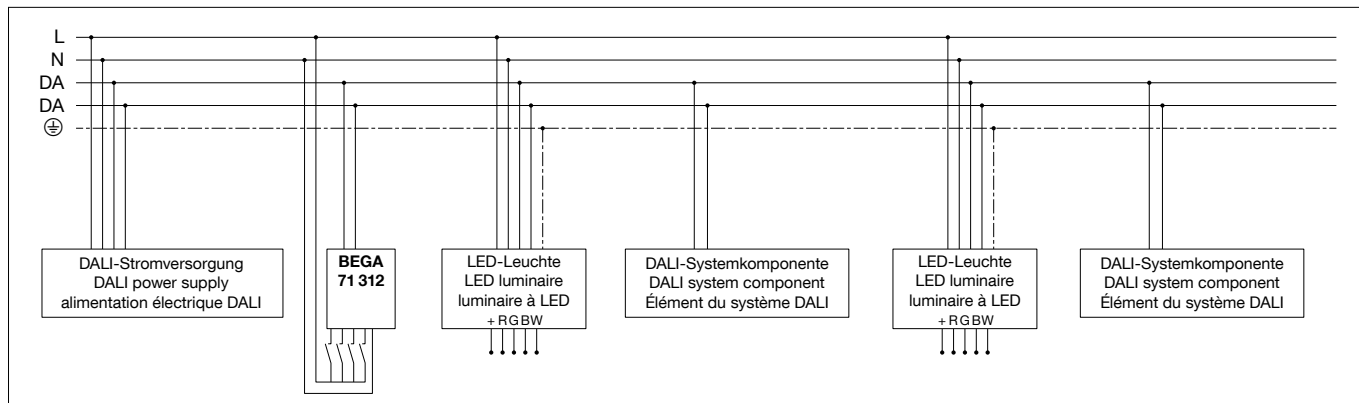 L
N
DA
DA
DALI-Stromversorgung
DALI power supply
alimentation électrique DALI
BEGA
71 312
LED-Leuchte
LED luminaire
luminaire à LED
+ R G B W
DALI-Systemkomponente
DALI system component
Élément du système DALI
LED-Leuchte
LED luminaire
luminaire à LED
+ R G B W
DALI-Systemkomponente
DALI system component
Élément du système DALI